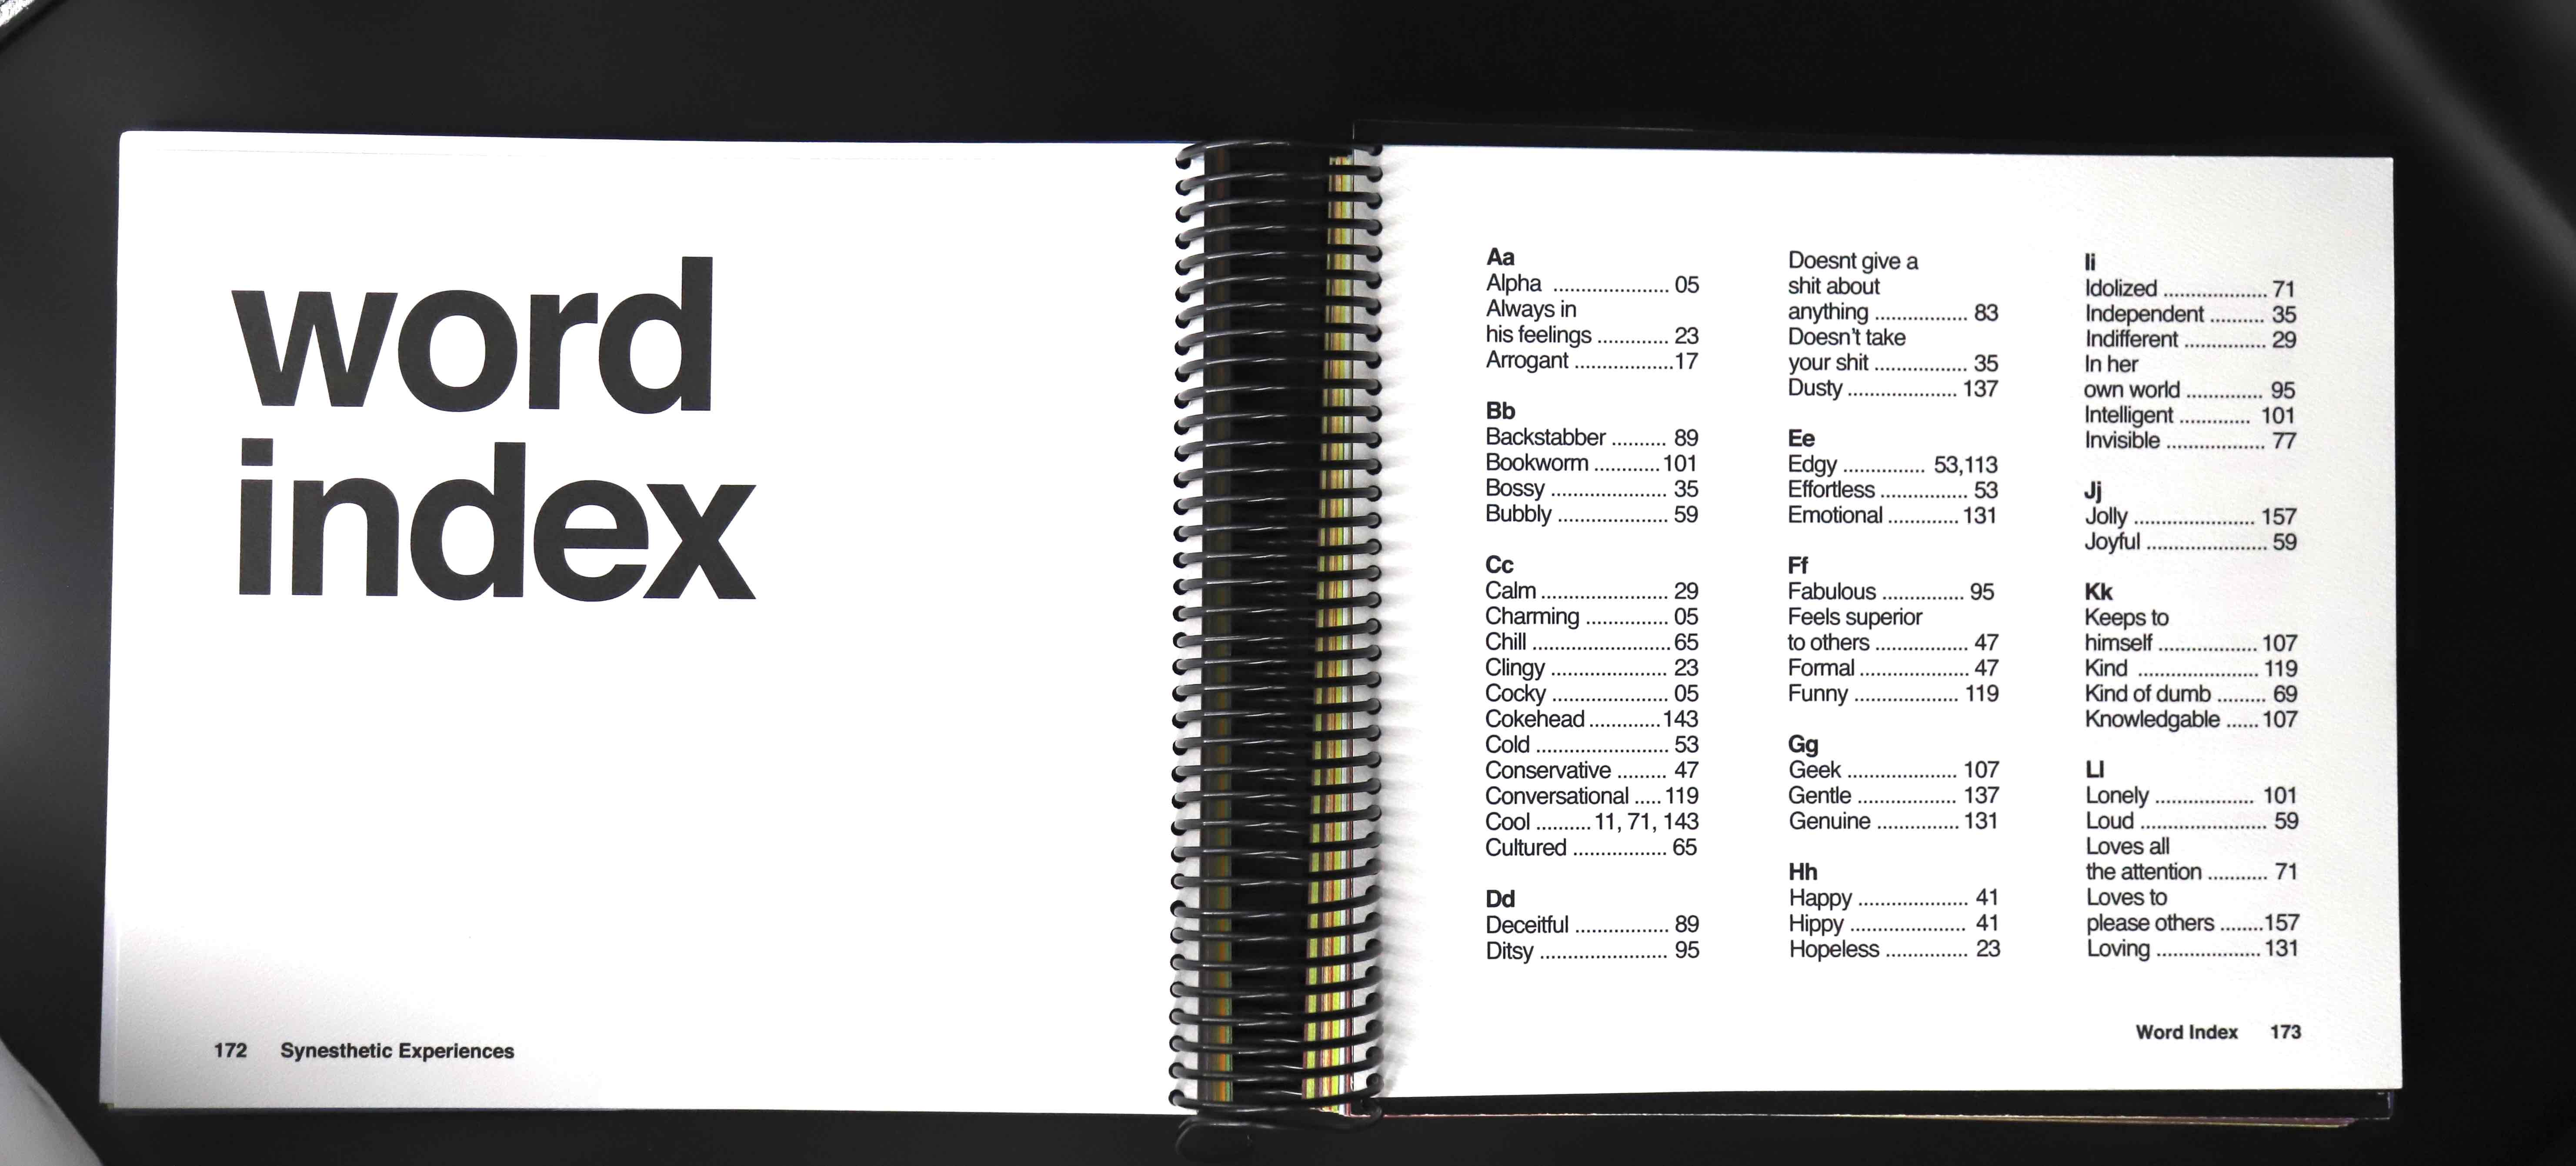 word
index
172 Synesthetic Experiences
Aa
Alpha .................... 05
Always in
his feelings ............. 23
Arrogant ..................17
Bb
Backstabber .......... 89
Bookworm ............101
Bossy ..................... 35
Bubbly .................... 59
Cc
Calm ....................... 29
Charming ............... 05
Chill .........................65
Clingy ..................... 23
Cocky ..................... 05
Cokehead .............143
Cold ........................ 53
Conservative ......... 47
Conversational ..... 119
Cool .......... 11, 71, 143
Cultured ................. 65
Dd
Deceitful ................. 89
Ditsy ....................... 95
Doesnt give a
shit about
anything ................. 83
Doesn't take
your shit ................. 35
Dusty .................... 137
Ee
Edgy ............... 53,113
Effortless ................ 53
Emotional ............. 131
Ff
Fabulous ............... 95
Feels superior
to others ................. 47
Formal .................... 47
Funny ................... 119
Gg
Geek .................... 107
Gentle .................. 137
Genuine ............... 131
Hh
Happy .................... 41
Hippy ..................... 41
Hopeless ............... 23
Ii
Idolized ................... 71
Independent .......... 35
Indifferent ............... 29
In her
own world .............. 95
Intelligent ............. 101
Invisible .................. 77
Jj
Jolly ...................... 157
Joyful ...................... 59
Kk
Keeps to
himself .................. 107
Kind ...................... 119
Kind of dumb ......... 69
Knowledgable ...... 107
Ll
Lonely .................. 101
Loud ....................... 59
Loves all
the attention ........... 71
Loves to
please others ........157
Loving ................... 131
Word Index 173